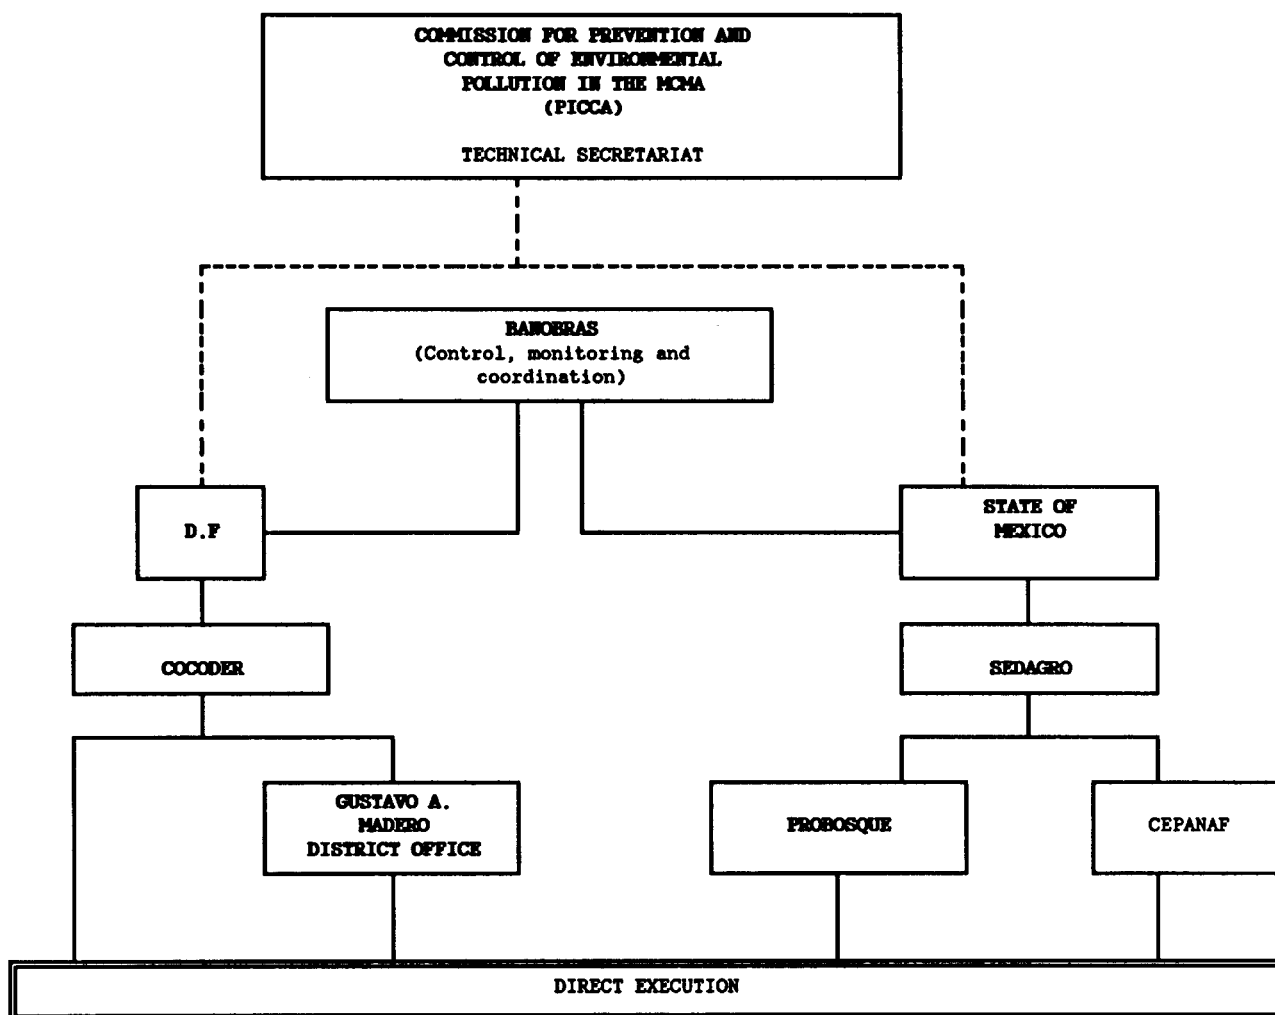 COMMISSION FOR PREVENTION AND
CONTROL OF ENVIRONMENTAL
POLLUTION IN THE MCMA
(PICCA)
TECHNICAL SECRETARIAT
BANOBRAS
(Control, monitoring and
coordination)
D.F
STATE OF
MEXICO
COCODER
SEDAGRO
GUSTAVO A.
MADERO
DISTRICT OFFICE
PROBOSQUE
CEPANAF
DIRECT EXECUTION